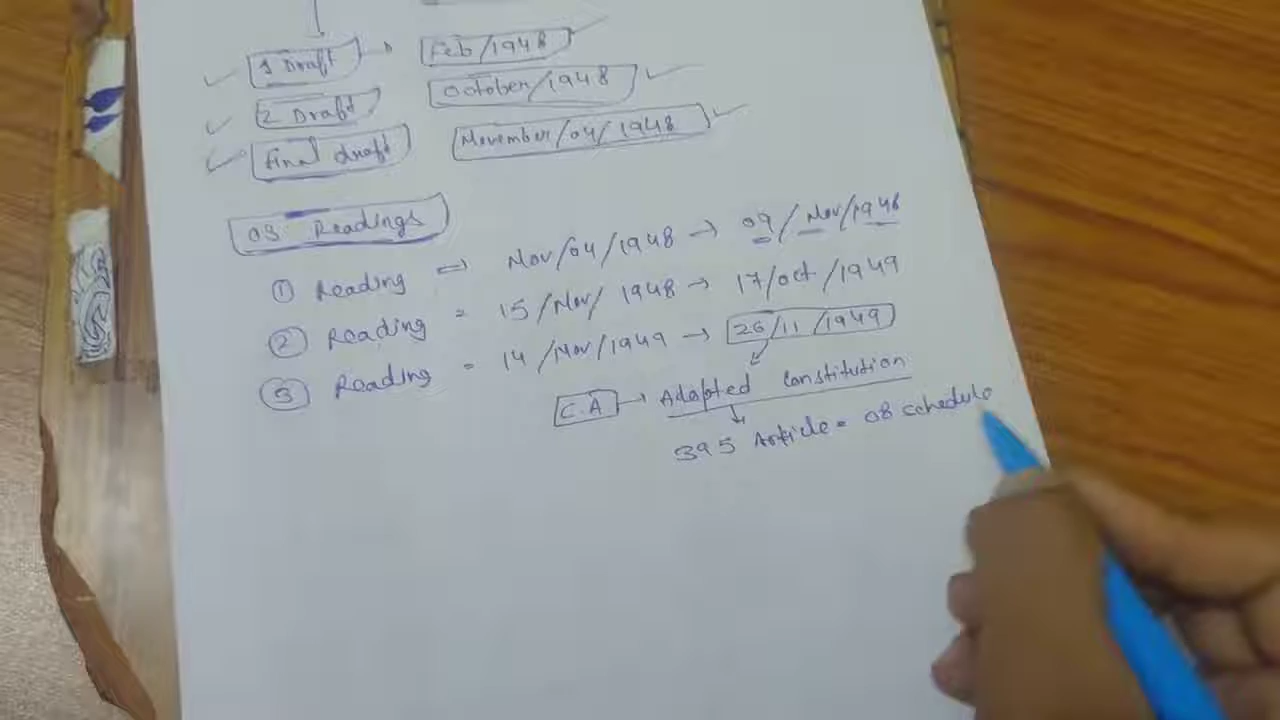 1 Draft → Feb/1948
2 Draft October/1948
final draft November/04/1948
03 Readings
① Reading ⇒ Nov/04/1948 → 09/Nov/1948
② Reading = 15/Nov/1948 → 17/oct/1949
③ Reading = 14/Nov/1949 → 26/11/1949
C.A → Adopted constitution
395 Article = 08 schedule